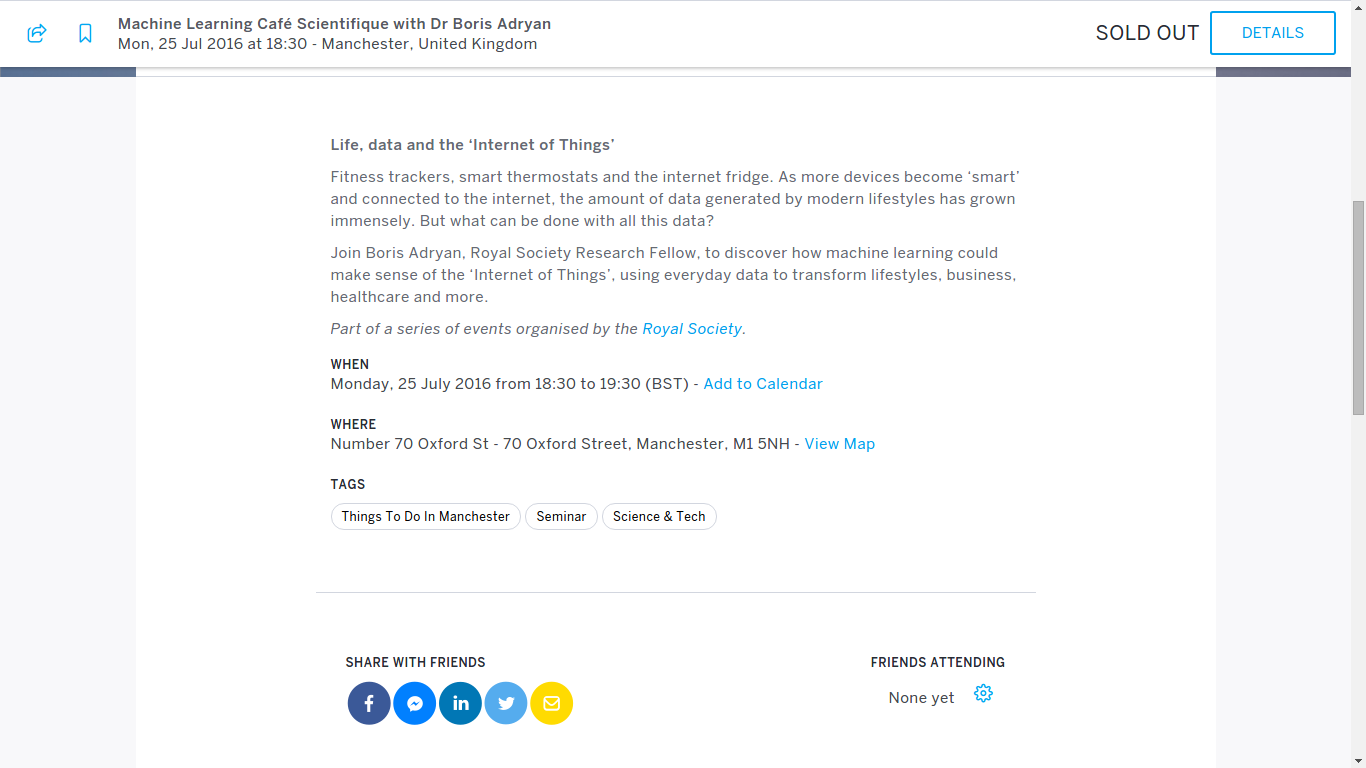 Machine Learning Café Scientifique with Dr Boris Adryan
Mon, 25 Jul 2016 at 18:30 - Manchester, United Kingdom
SOLD OUT
DETAILS
Life, data and the ‘Internet of Things’
Fitness trackers, smart thermostats and the internet fridge. As more devices become ‘smart’
and connected to the internet, the amount of data generated by modern lifestyles has grown
immensely. But what can be done with all this data?
Join Boris Adryan, Royal Society Research Fellow, to discover how machine learning could
make sense of the ‘Internet of Things’, using everyday data to transform lifestyles, business,
healthcare and more.
Part of a series of events organised by the Royal Society.
WHEN
Monday, 25 July 2016 from 18:30 to 19:30 (BST) - Add to Calendar
WHERE
Number 70 Oxford St - 70 Oxford Street, Manchester, M1 5NH - View Map
TAGS
Things To Do In Manchester
Seminar
Science & Tech
SHARE WITH FRIENDS
FRIENDS ATTENDING
None yet